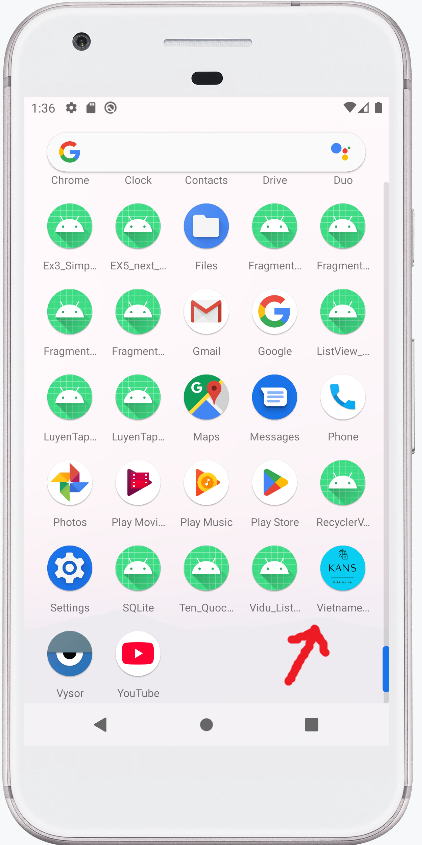 1:36
Chrome Clock Contacts Drive Duo
Ex3_Simp... EX5_next_... Files Fragment... Fragment...
Fragment... Fragment... Gmail Google ListView_...
LuyenTap... LuyenTap... Maps Messages Phone
Photos Play Movi... Play Music Play Store RecyclerV...
KANS
Settings SQLite Ten_Quoc... Vidu_List... Vietname...
Vysor YouTube